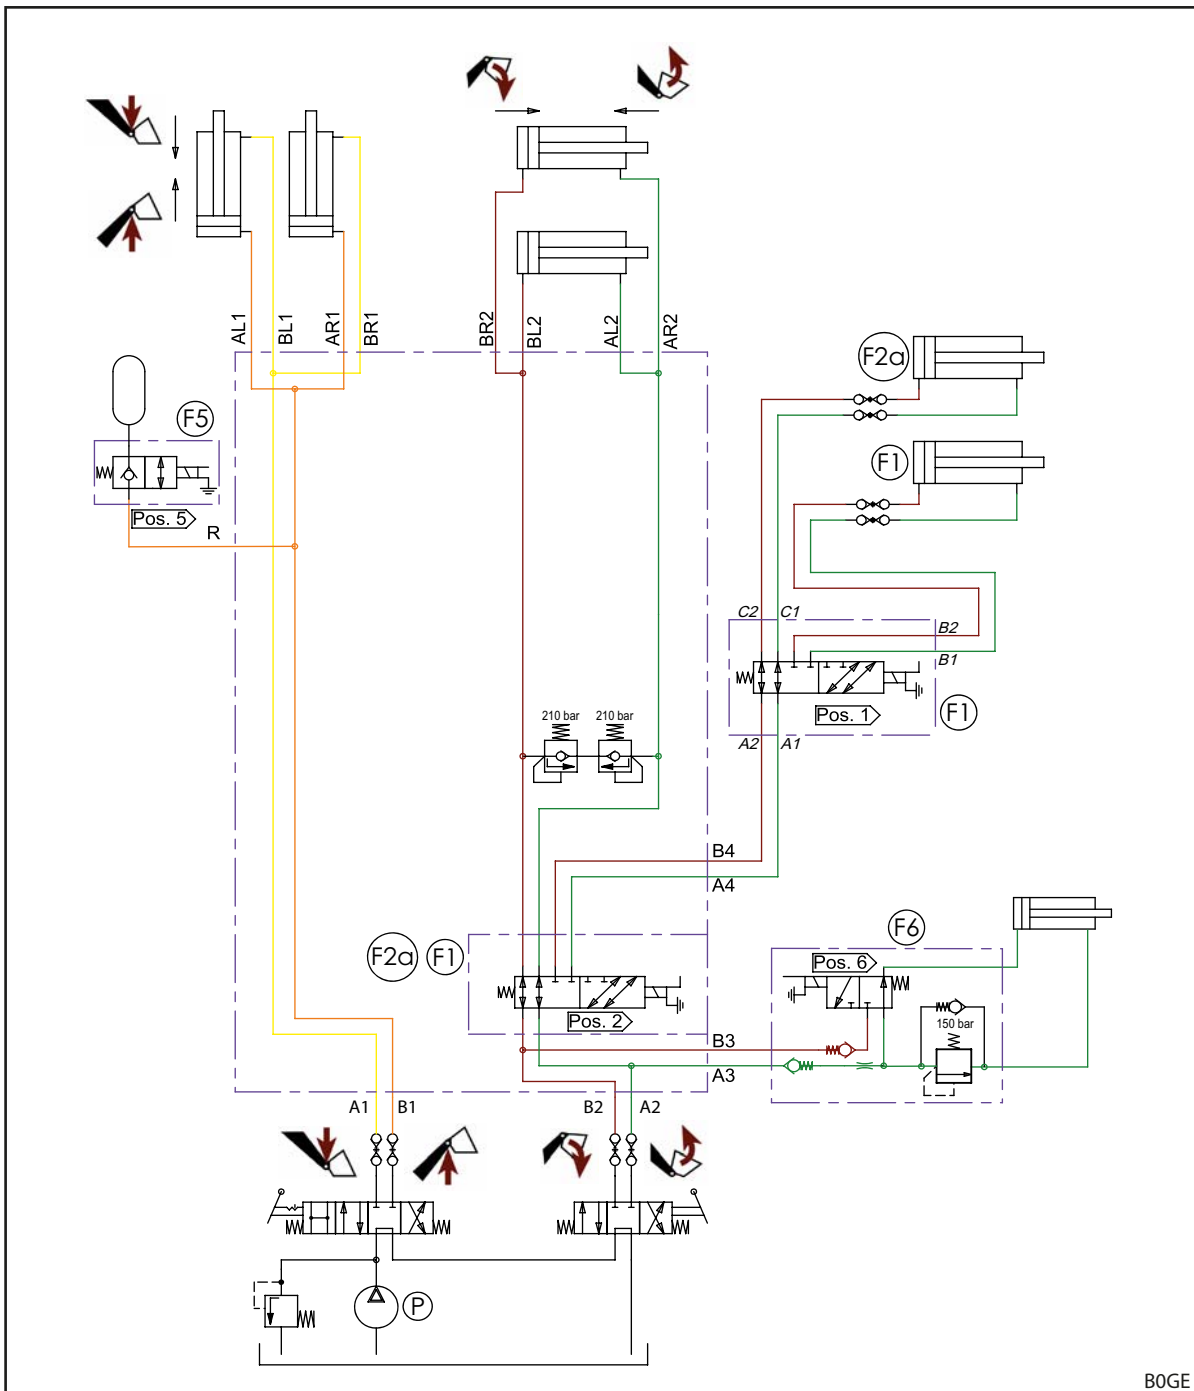 AL1
BL1
AR1
BR1
BR2
BL2
AL2
AR2
F2a
F5
F1
Pos. 5
R
C2
C1
B2
B1
210 bar
210 bar
Pos. 1
F1
A2
A1
B4
A4
F2a
F1
F6
Pos. 6
Pos. 2
150 bar
B3
A3
A1
B1
B2
A2
P
B0GE